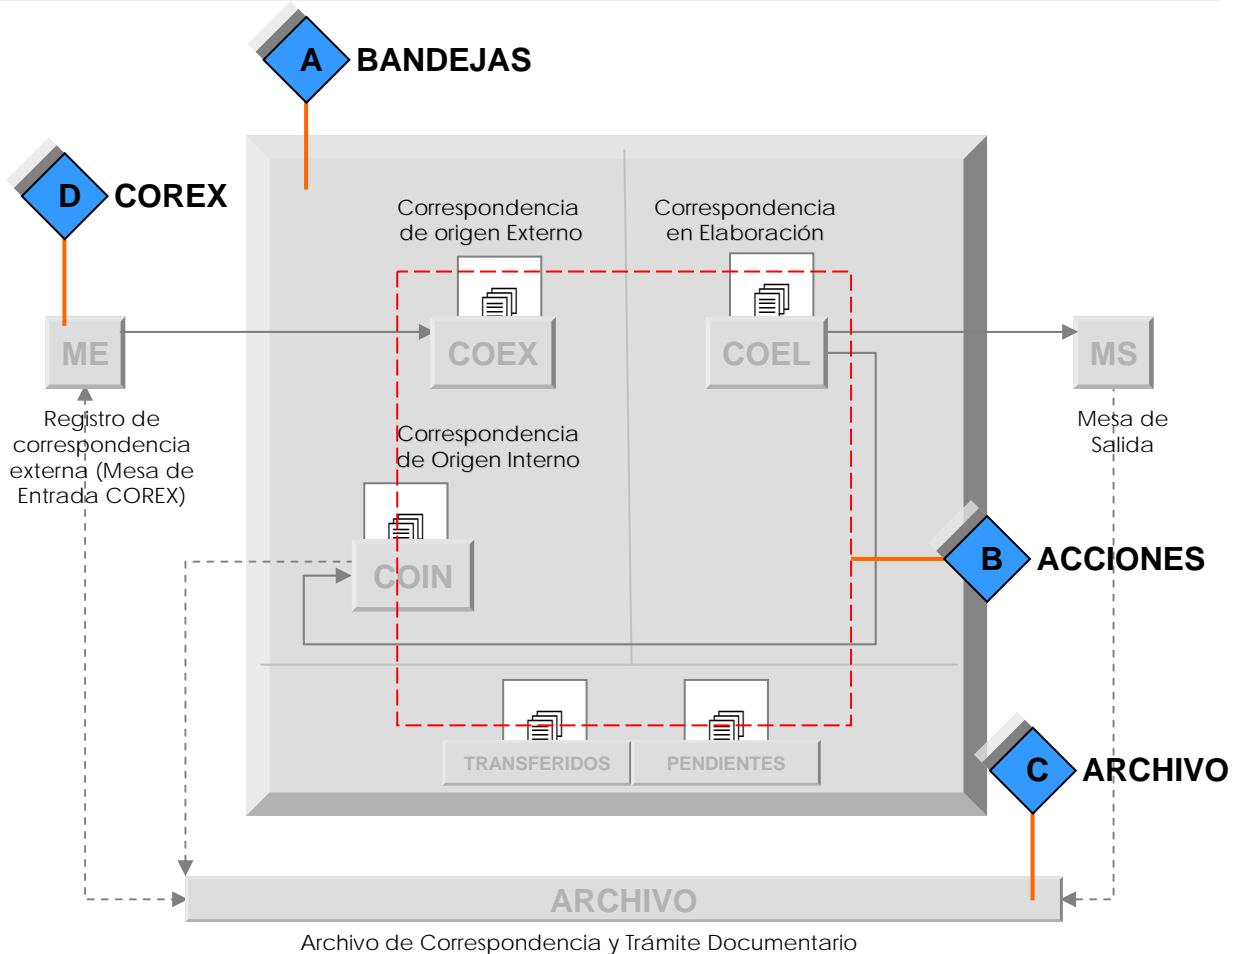 A BANDEJAS
D COREX
Correspondencia
de origen Externo
Correspondencia
en Elaboración
ME
COEX
COEL
MS
Registro de
correspondencia
externa (Mesa de
Entrada COREX)
Mesa de
Salida
Correspondencia
de Origen Interno
COIN
B ACCIONES
TRANSFERIDOS
PENDIENTES
C ARCHIVO
ARCHIVO
Archivo de Correspondencia y Trámite Documentario